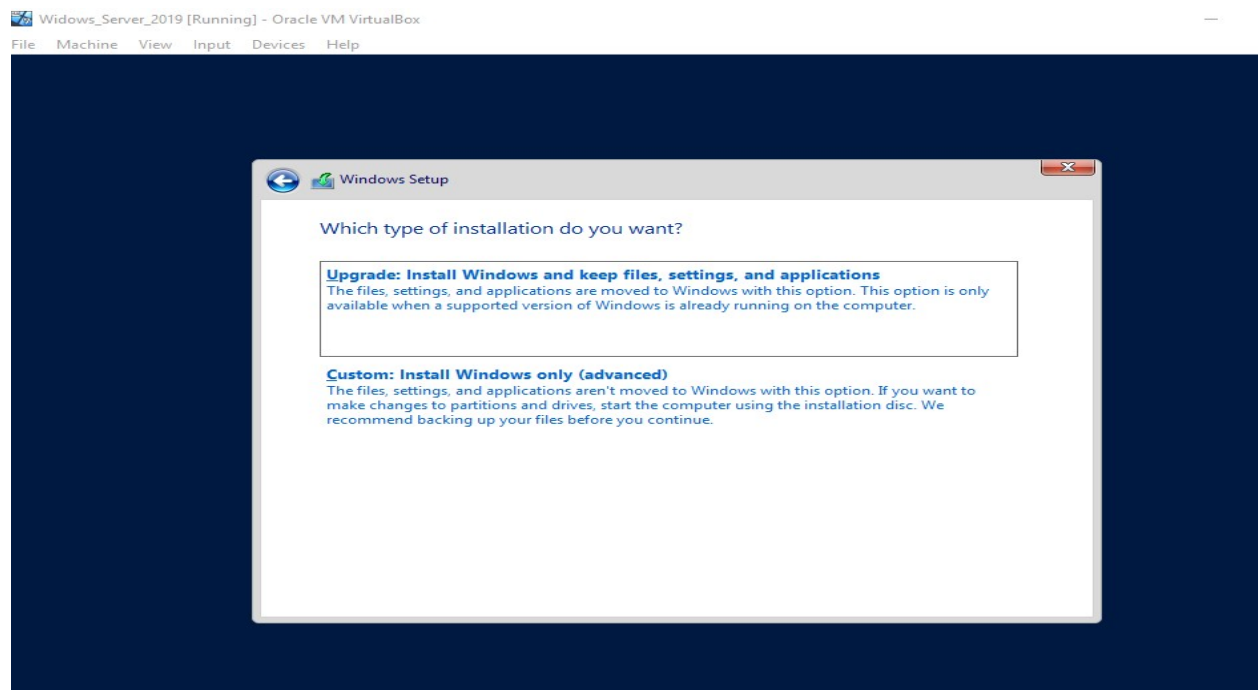 Widows_Server_2019 [Running] - Oracle VM VirtualBox
File Machine View Input Devices Help
Windows Setup
Which type of installation do you want?
Upgrade: Install Windows and keep files, settings, and applications
The files, settings, and applications are moved to Windows with this option. This option is only
available when a supported version of Windows is already running on the computer.
Custom: Install Windows only (advanced)
The files, settings, and applications aren't moved to Windows with this option. If you want to
make changes to partitions and drives, start the computer using the installation disc. We
recommend backing up your files before you continue.